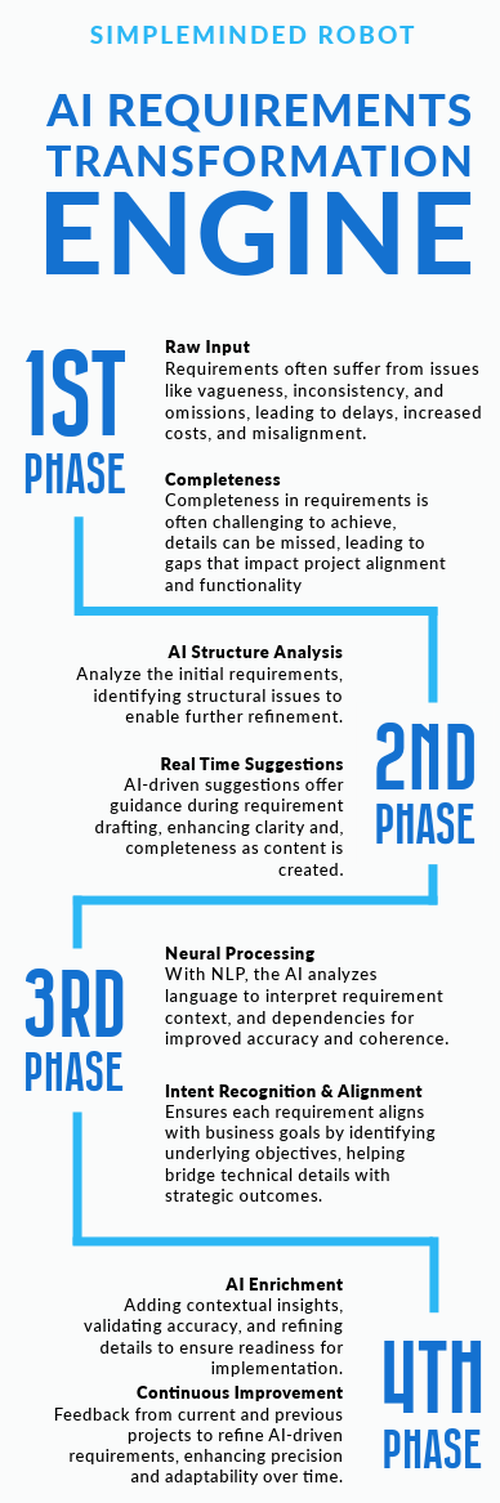 SIMPLEMINDED ROBOT
AI REQUIREMENTS
TRANSFORMATION
ENGINE
1ST
PHASE
Raw Input
Requirements often suffer from issues
like vagueness, inconsistency, and
omissions, leading to delays, increased
costs, and misalignment.
Completeness
Completeness in requirements is
often challenging to achieve,
details can be missed, leading to
gaps that impact project alignment
and functionality
AI Structure Analysis
Analyze the initial requirements,
identifying structural issues to
enable further refinement.
Real Time Suggestions
AI-driven suggestions offer
guidance during requirement
drafting, enhancing clarity and,
completeness as content is
created.
2ND
PHASE
3RD
PHASE
Neural Processing
With NLP, the AI analyzes
language to interpret requirement
context, and dependencies for
improved accuracy and coherence.
Intent Recognition & Alignment
Ensures each requirement aligns
with business goals by identifying
underlying objectives, helping
bridge technical details with
strategic outcomes.
AI Enrichment
Adding contextual insights,
validating accuracy, and refining
details to ensure readiness for
implementation.
Continuous Improvement
Feedback from current and previous
projects to refine AI-driven
requirements, enhancing precision
and adaptability over time.
4TH
PHASE